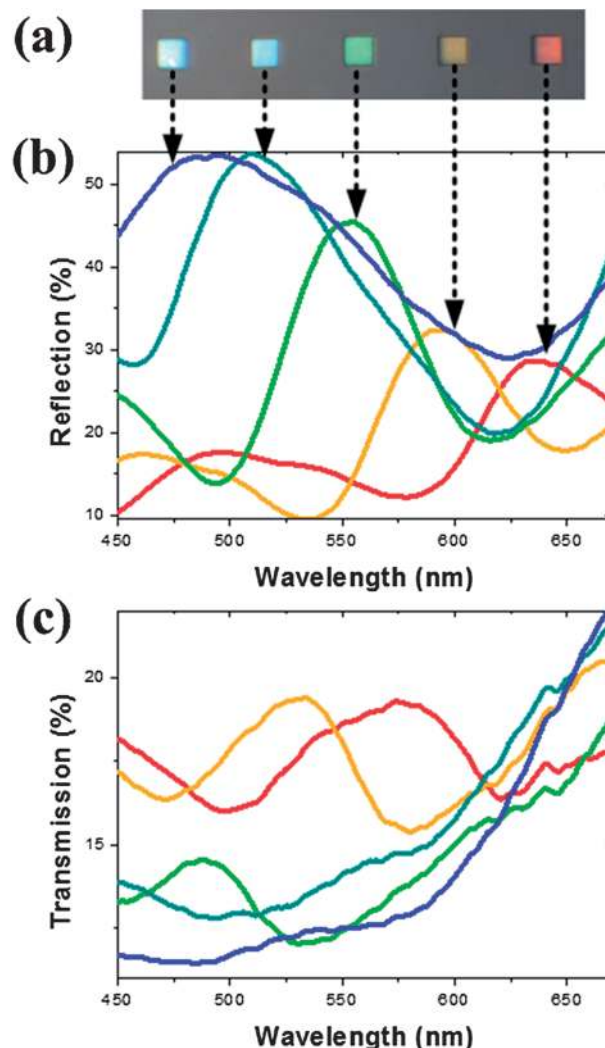 (a)
(b)
50
40
30
20
10
Reflection (%)
450 500 550 600 650
Wavelength (nm)
(c)
20
15
Transmission (%)
450 500 550 600 650
Wavelength (nm)